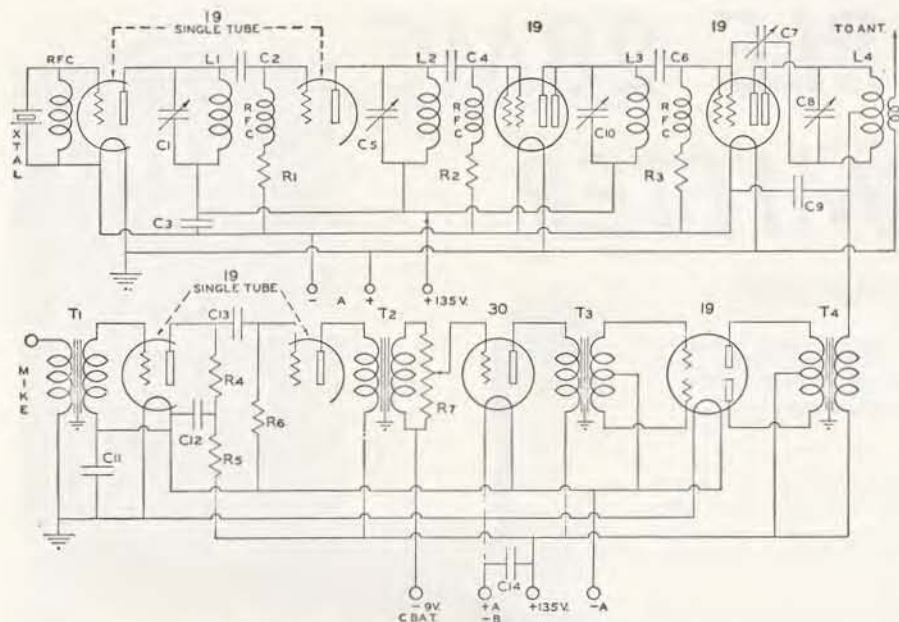 19
SINGLE TUBE
19
19
C7
TO ANT.
RFC
L1
C2
L2
C4
L3
C6
L4
XTAL
C1
RFC
C5
RFC
C10
RFC
C8
R1
R2
R3
C3
C9
- A +
+135V.
19
SINGLE TUBE
T1
C13
T2
30
T3
19
T4
MIKE
R4
R7
C12
R6
C11
R5
C14
-9V.
C BAT.
+A
-B
+135V.
-A